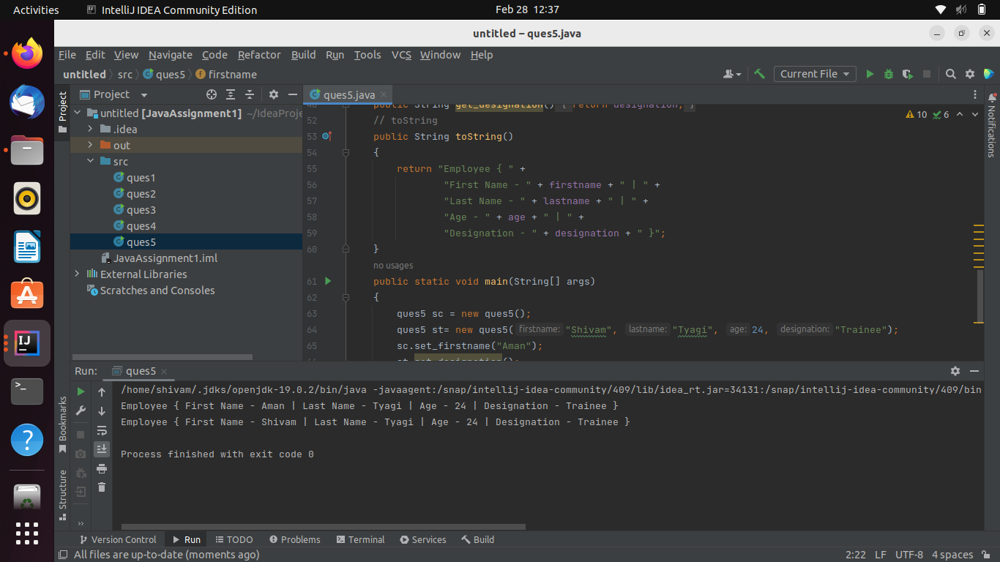 Activities IntelliJ IDEA Community Edition Feb 28 12:37
untitled – ques5.java
File Edit View Navigate Code Refactor Build Run Tools VCS Window Help
untitled src ques5 firstname Current File
Project ques5.java
Project
Notifications
untitled [JavaAssignment1] ~/IdeaProje
.idea
out
src
ques1
ques2
ques3
ques4
ques5
JavaAssignment1.iml
External Libraries
Scratches and Consoles
10 6
public String get_designation() { return designation; }
52 // toString
53 public String toString()
54 {
55 return "Employee { " +
56 "First Name - " + firstname + " | " +
57 "Last Name - " + lastname + " | " +
58 "Age - " + age + " | " +
59 "Designation - " + designation + " }";
60 }
no usages
61 public static void main(String[] args)
62 {
63 ques5 sc = new ques5();
64 ques5 st= new ques5( firstname: "Shivam", lastname: "Tyagi", age: 24, designation: "Trainee");
65 sc.set_firstname("Aman");
Run: ques5
/home/shivam/.jdks/openjdk-19.0.2/bin/java -javaagent:/snap/intellij-idea-community/409/lib/idea_rt.jar=34131:/snap/intellij-idea-community/409/bin
Employee { First Name - Aman | Last Name - Tyagi | Age - 24 | Designation - Trainee }
Employee { First Name - Shivam | Last Name - Tyagi | Age - 24 | Designation - Trainee }
Process finished with exit code 0
Bookmarks
Structure
Version Control Run TODO Problems Terminal Services Build
All files are up-to-date (moments ago) 2:22 LF UTF-8 4 spaces